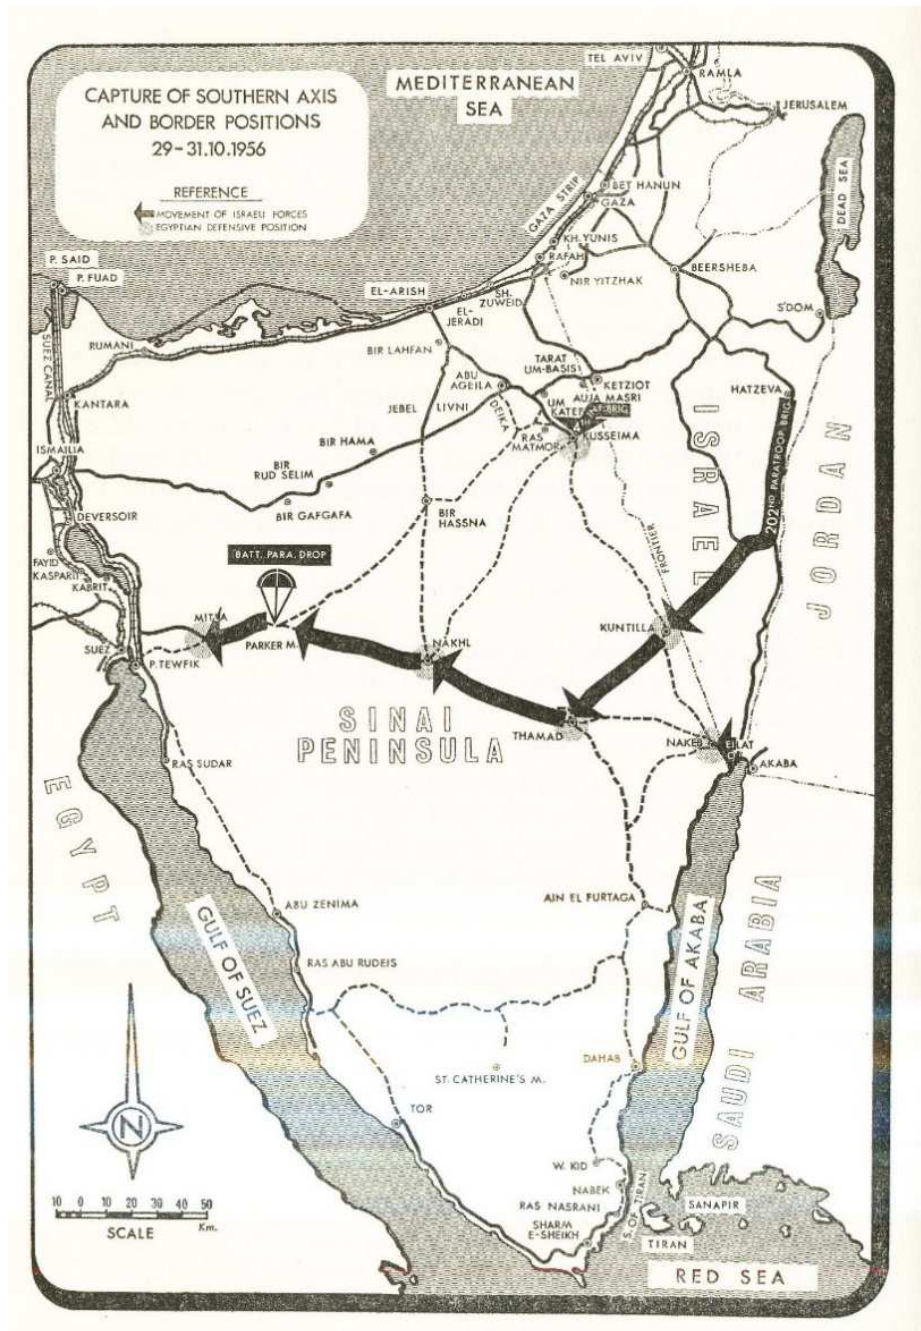 CAPTURE OF SOUTHERN AXIS
AND BORDER POSITIONS
29-31.10.1956
REFERENCE
MOVEMENT OF ISRAELI FORCES
EGYPTIAN DEFENSIVE POSITION
MEDITERRANEAN
SEA
TEL AVIV
RAMLA
JERUSALEM
DEAD SEA
BET HANUN
GAZA
GAZA STRIP
KH. YUNIS
RAFAH
NIR YITZHAK
BEERSHEBA
S'DOM
P. SAID
P. FUAD
EL-ARISH
SH.
ZUWEID
EL-
JERADI
RUMANI
BIR LAHFAN
SUEZ CANAL
KANTARA
TARAT
UM-BASIS
KETZIOT
AUJA MASRI
ABU
AGEILA
DEIKA
UM
KATEF
HATZEVA
JEBEL LIVNI
RAS
MATMOR
KUSSEIMA
ISRAEL
JORDAN
202ND PARATROOP BRIG.
ISMAILIA
BIR HAMA
BIR
RUD SELIM
BIR GAFGAFA
BIR
HASSNA
DEVERSOIR
FRONTIER
FAYID
KASPARIT
KABRIT
BATT. PARA. DROP
MITLA
PARKER M.
NAKHL
KUNTILLA
SUEZ
P. TEWFIK
SINAI
PENINSULA
THAMAD
NAKEB
EILAT
AKABA
RAS SUDAR
EGYPT
ABU ZENIMA
AIN EL FURTAGA
GULF OF SUEZ
GULF OF AKABA
SAUDI ARABIA
RAS ABU RUDEIS
DAHAB
ST. CATHERINE'S M.
TOR
N
W. KID
NABEK
RAS NASRANI
S. OF TIRAN
SANAPIR
SHARM
E-SHEIKH
TIRAN
RED SEA
10 0 10 20 30 40 50
Km.
SCALE